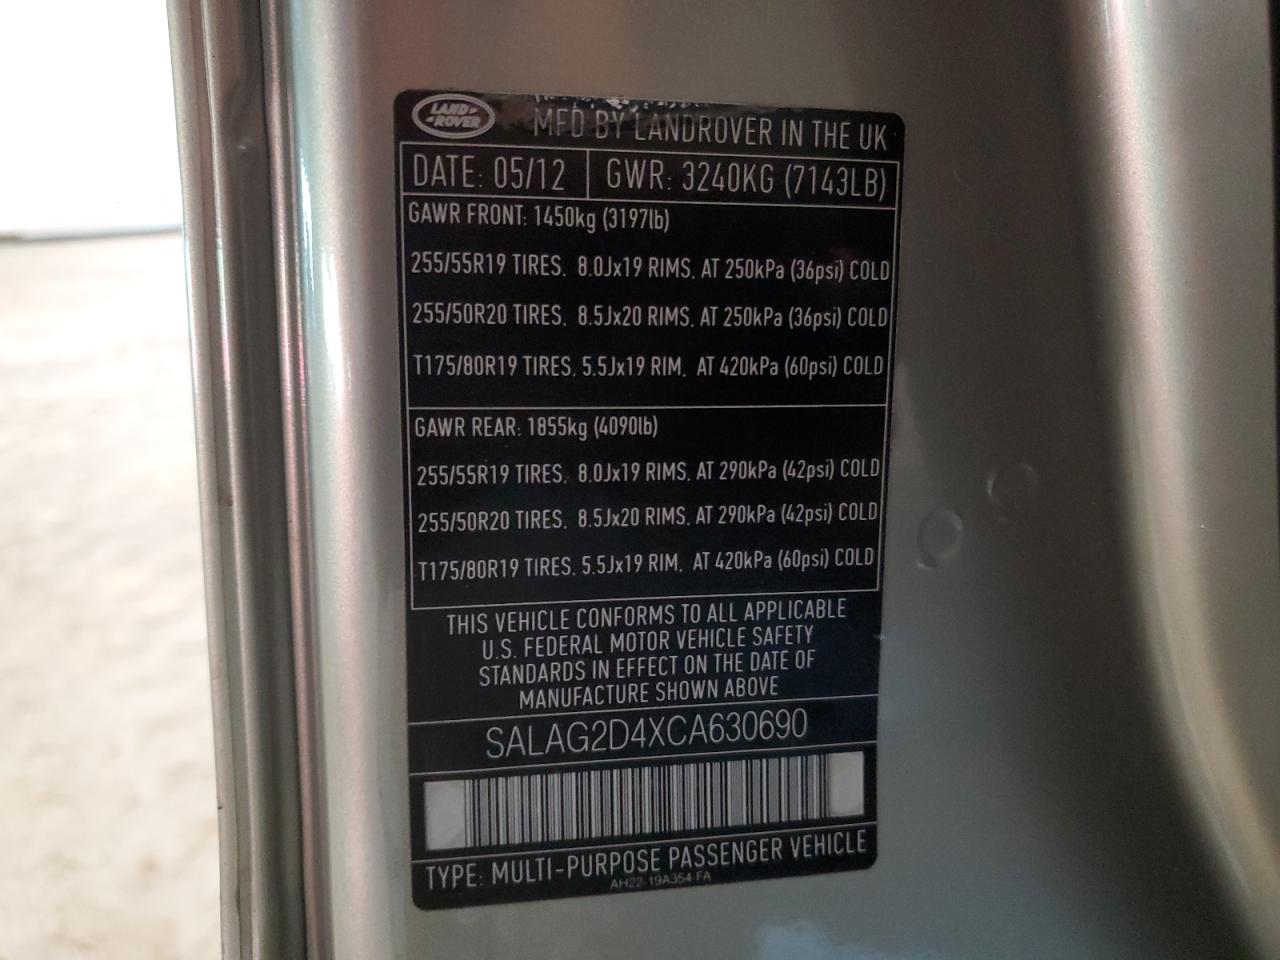 LAND ROVER
MFD BY LANDROVER IN THE UK
DATE: 05/12 GWR: 3240KG (7143LB)
GAWR FRONT: 1450kg (3197lb)
255/55R19 TIRES, 8.0Jx19 RIMS, AT 250kPa (36psi) COLD
255/50R20 TIRES, 8.5Jx20 RIMS, AT 250kPa (36psi) COLD
T175/80R19 TIRES, 5.5Jx19 RIM, AT 420kPa (60psi) COLD
GAWR REAR: 1855kg (4090lb)
255/55R19 TIRES, 8.0Jx19 RIMS, AT 290kPa (42psi) COLD
255/50R20 TIRES, 8.5Jx20 RIMS, AT 290kPa (42psi) COLD
T175/80R19 TIRES, 5.5Jx19 RIM, AT 420kPa (60psi) COLD
THIS VEHICLE CONFORMS TO ALL APPLICABLE
U.S. FEDERAL MOTOR VEHICLE SAFETY
STANDARDS IN EFFECT ON THE DATE OF
MANUFACTURE SHOWN ABOVE
SALAG2D4XCA630690
TYPE: MULTI-PURPOSE PASSENGER VEHICLE
AH22-19A354-FA